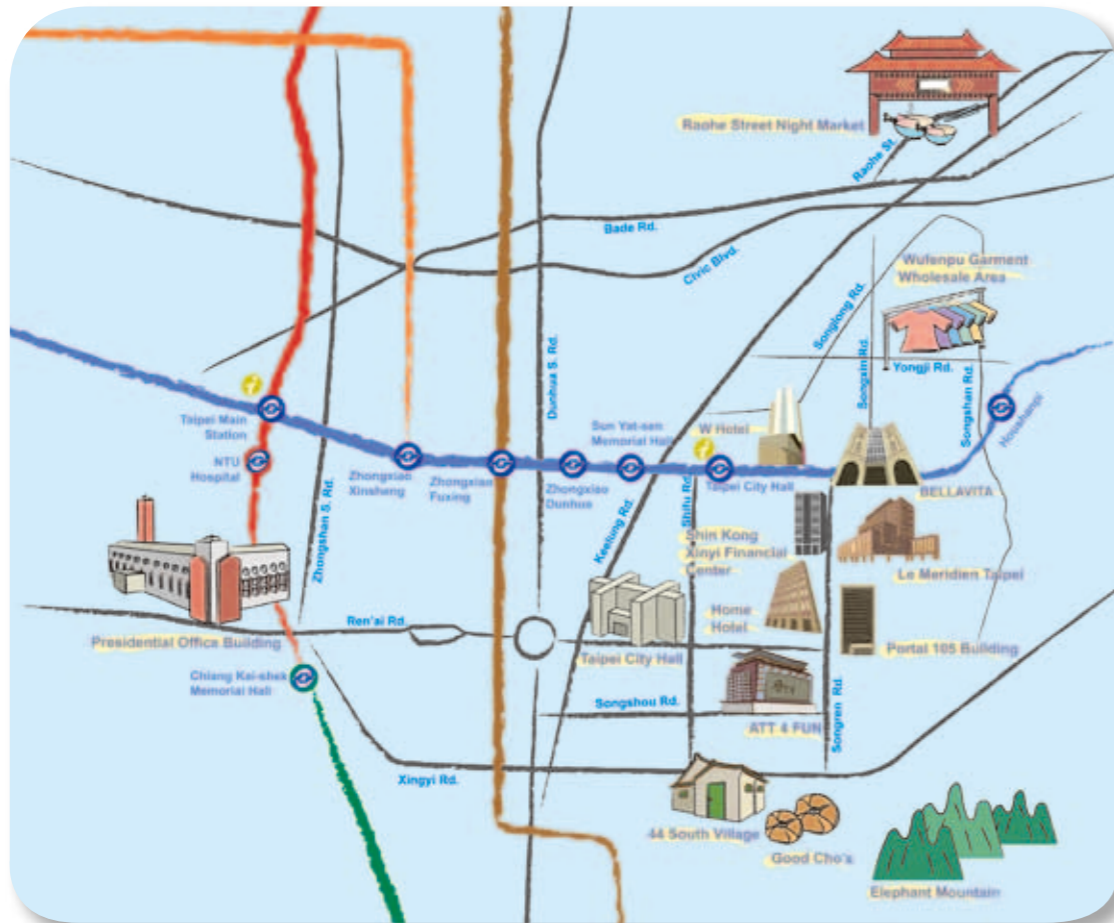 Raohe Street Night Market
Raohe St.
Bade Rd.
Civic Blvd.
Wufenpu Garment
Wholesale Area
Songlong Rd.
Songxin Rd.
Yongji Rd.
Songshan Rd.
Dunhua S. Rd.
Houshanpi
Taipei Main
Station
NTU
Hospital
Zhongxiao
Xinsheng
Zhongxiao
Fuxing
Zhongxiao
Dunhua
Sun Yat-sen
Memorial Hall
W Hotel
Taipei City Hall
BELLAVITA
Zhongshan S. Rd.
Keelung Rd.
Shifu Rd.
Shin Kong
Xinyi Financial
Center
Le Meridien Taipei
Home
Hotel
Presidential Office Building
Ren'ai Rd.
Taipei City Hall
Portal 105 Building
Chiang Kai-shek
Memorial Hall
Songshou Rd.
ATT 4 FUN
Songren Rd.
Xingyi Rd.
44 South Village
Good Cho's
Elephant Mountain